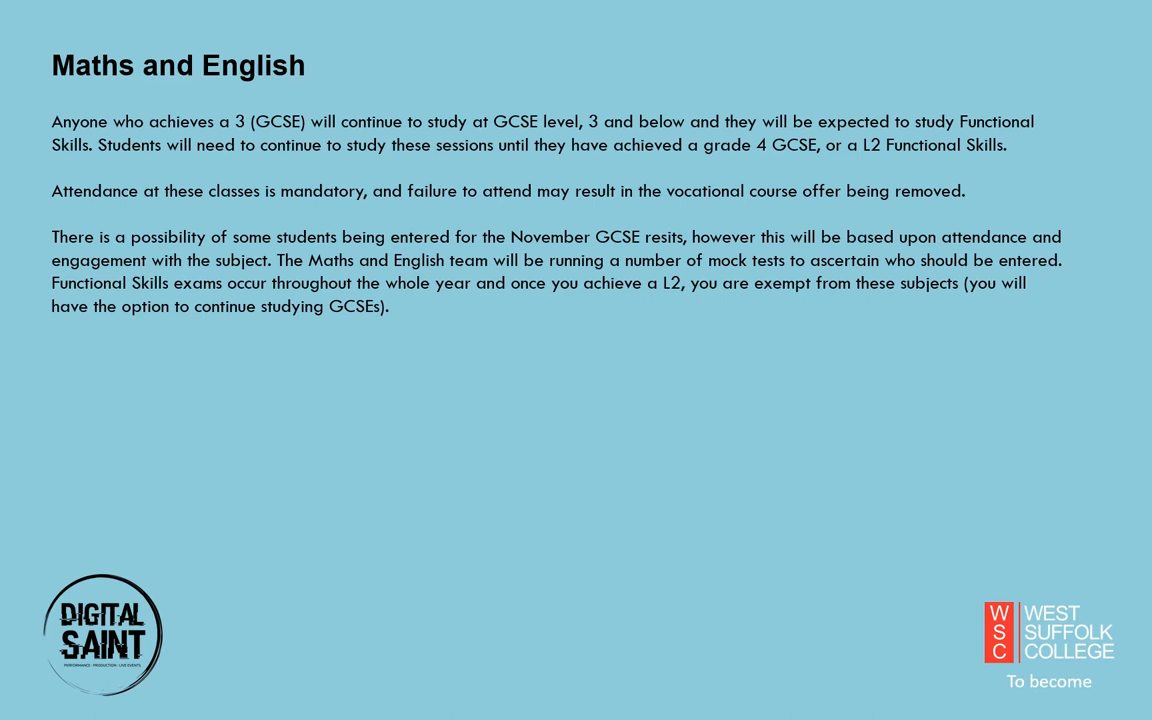 Maths and English
Anyone who achieves a 3 (GCSE) will continue to study at GCSE level, 3 and below and they will be expected to study Functional
Skills. Students will need to continue to study these sessions until they have achieved a grade 4 GCSE, or a L2 Functional Skills.
Attendance at these classes is mandatory, and failure to attend may result in the vocational course offer being removed.
There is a possibility of some students being entered for the November GCSE resits, however this will be based upon attendance and
engagement with the subject. The Maths and English team will be running a number of mock tests to ascertain who should be entered.
Functional Skills exams occur throughout the whole year and once you achieve a L2, you are exempt from these subjects (you will
have the option to continue studying GCSEs).
DIGITAL
SAINT
PERFORMANCE | PRODUCTION | LIVE EVENTS
W WEST
S SUFFOLK
C COLLEGE
To become